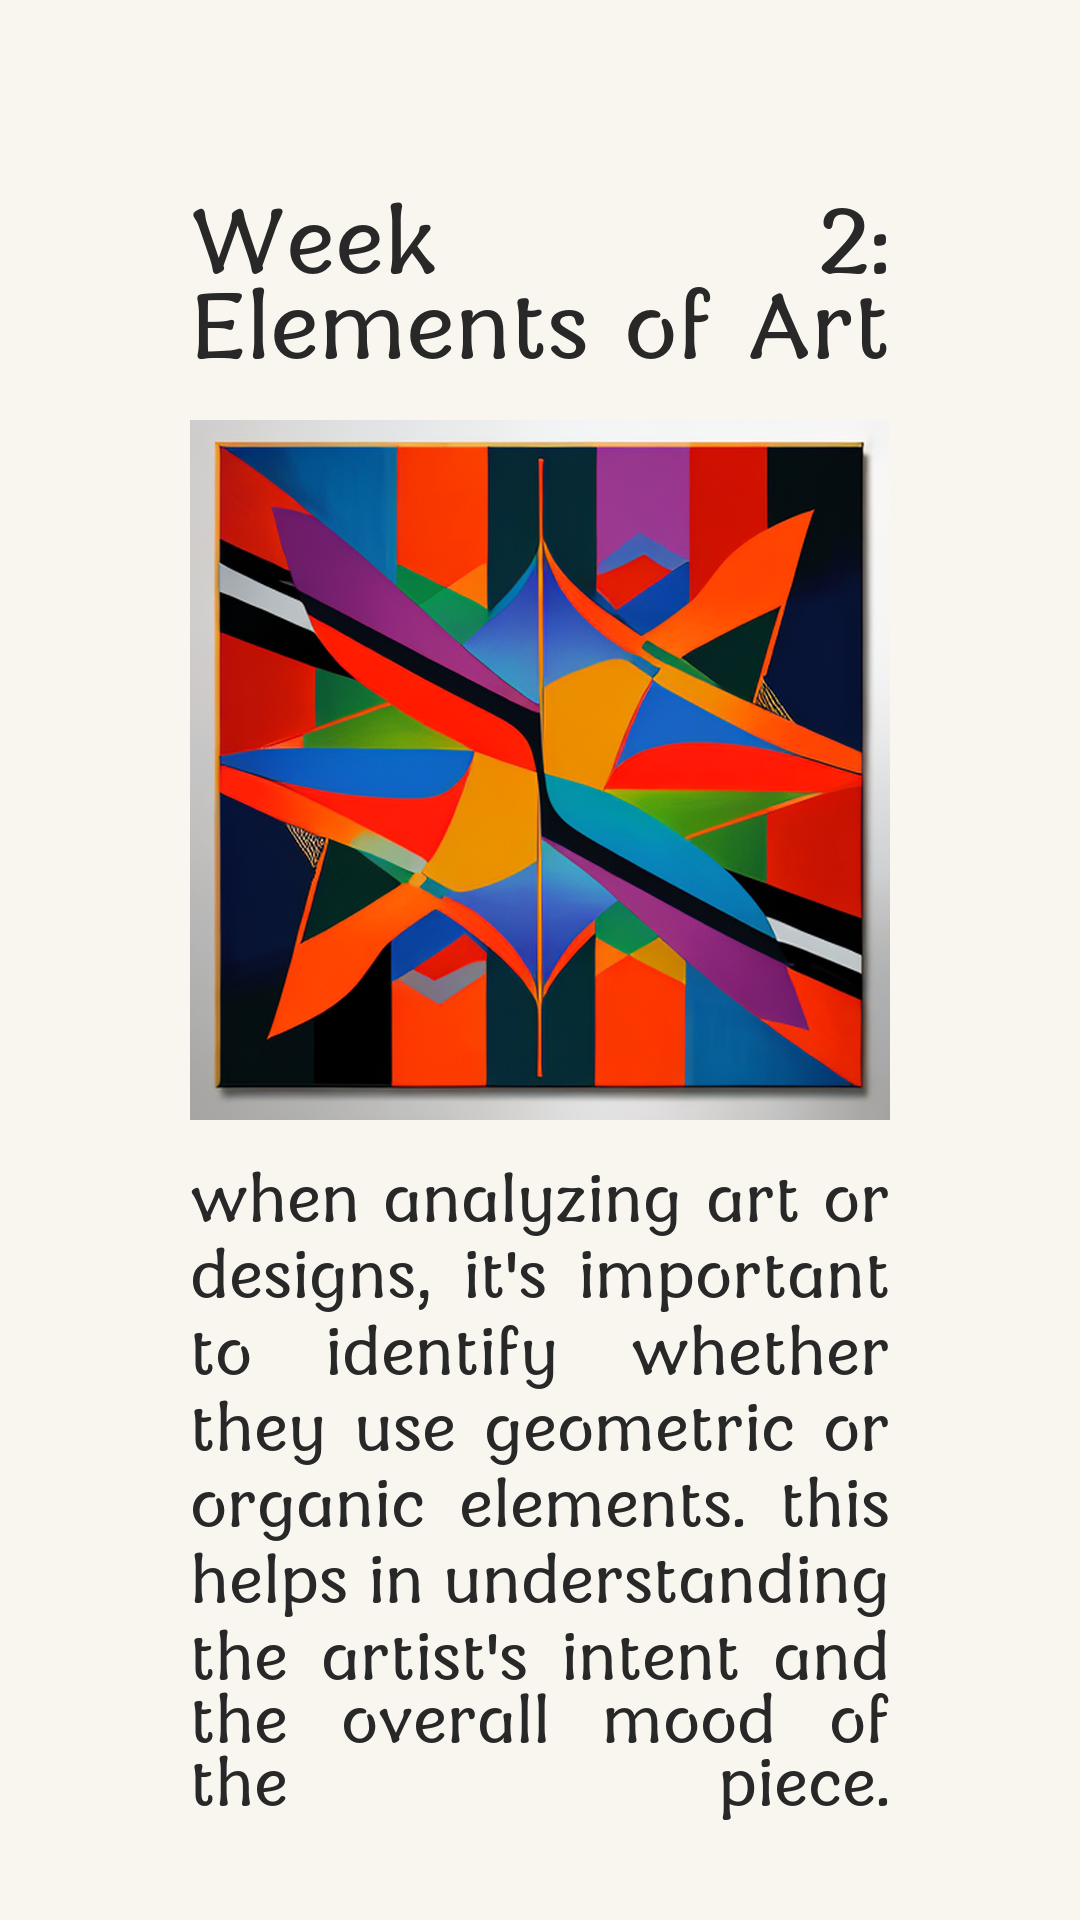 Week 2:
Elements of Art
when analyzing art or
designs, it's important
to identify whether
they use geometric or
organic elements. this
helps in understanding
the artist's intent and
the overall mood of
the piece.